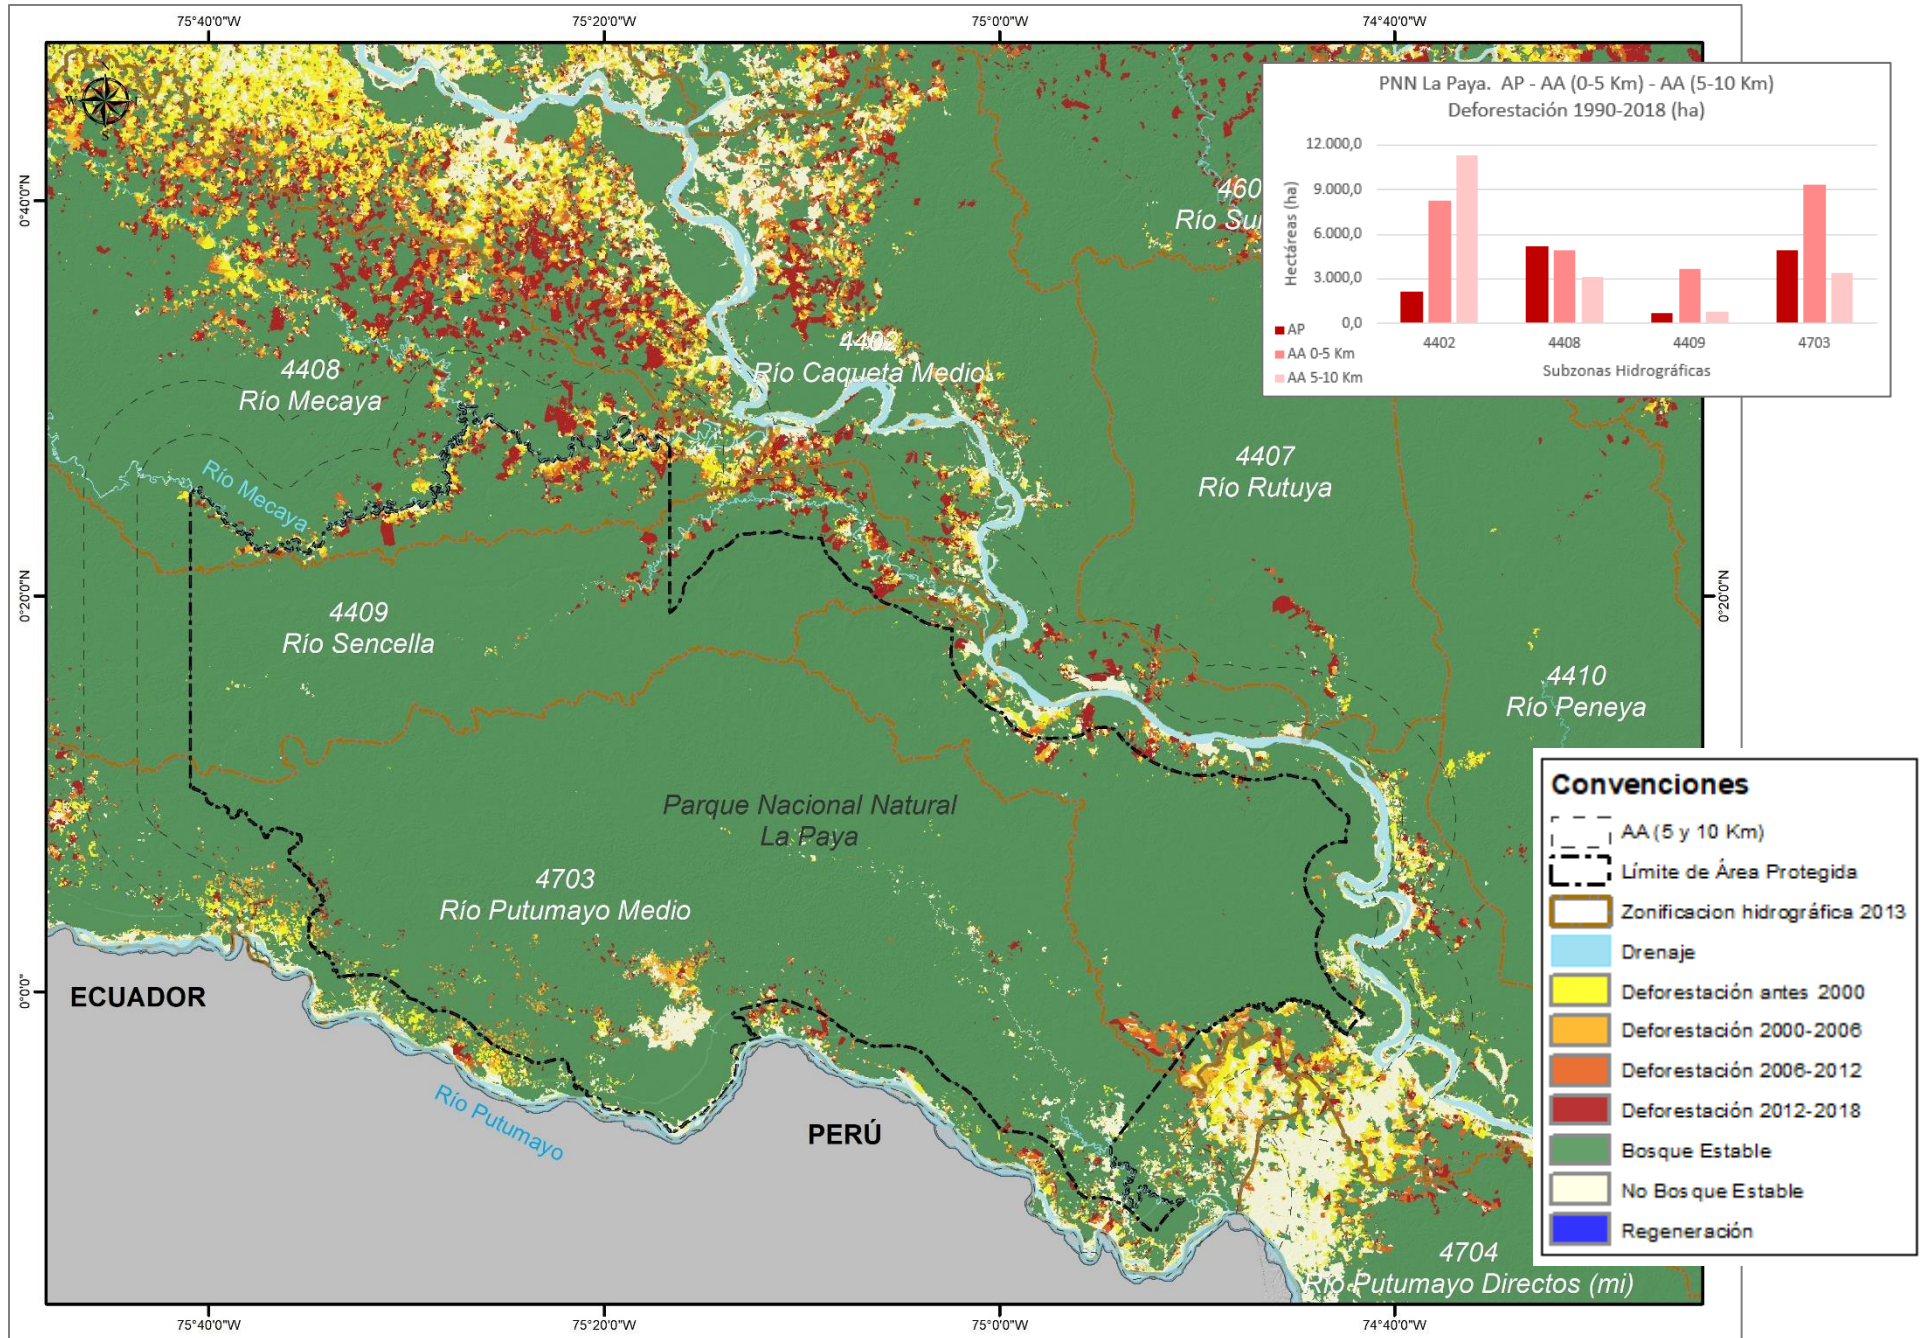 75°40'0"W
75°20'0"W
75°0'0"W
74°40'0"W
0°40'0"N
0°20'0"N
0°0'0"
0°20'0"N
S
PNN La Paya. AP - AA (0-5 Km) - AA (5-10 Km)
Deforestación 1990-2018 (ha)
12.000,0
9.000,0
6.000,0
3.000,0
0,0
Hectáreas (ha)
4402
4408
4409
4703
Subzonas Hidrográficas
AP
AA 0-5 Km
AA 5-10 Km
460
Río Su
4402
Río Caqueta Medio
4408
Río Mecaya
Río Mecaya
4407
Río Rutuya
4409
Río Sencella
4410
Río Peneya
Parque Nacional Natural
La Paya
4703
Río Putumayo Medio
ECUADOR
Río Putumayo
PERÚ
4704
Río Putumayo Directos (mi)
Convenciones
AA (5 y 10 Km)
Límite de Área Protegida
Zonificacion hidrográfica 2013
Drenaje
Deforestación antes 2000
Deforestación 2000-2006
Deforestación 2006-2012
Deforestación 2012-2018
Bosque Estable
No Bosque Estable
Regeneración
75°40'0"W
75°20'0"W
75°0'0"W
74°40'0"W